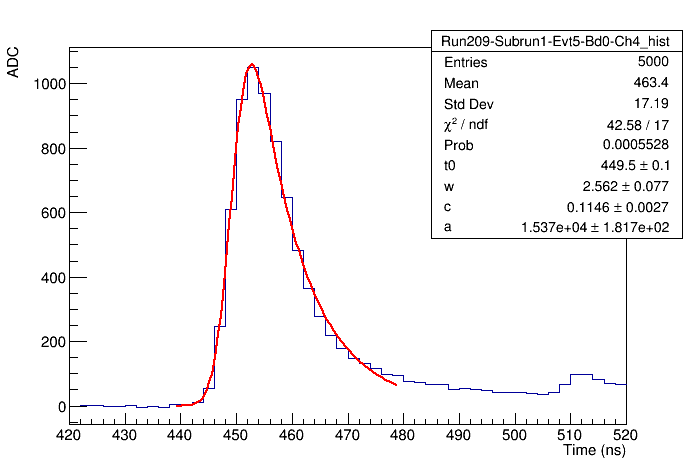 Run209-Subrun1-Evt5-Bd0-Ch4_hist
Entries 5000
Mean 463.4
Std Dev 17.19
χ² / ndf 42.58 / 17
Prob 0.0005528
t0 449.5 ± 0.1
w 2.562 ± 0.077
c 0.1146 ± 0.0027
a 1.537e+04 ± 1.817e+02
ADC
1000
800
600
400
200
0
420 430 440 450 460 470 480 490 500 510 520
Time (ns)